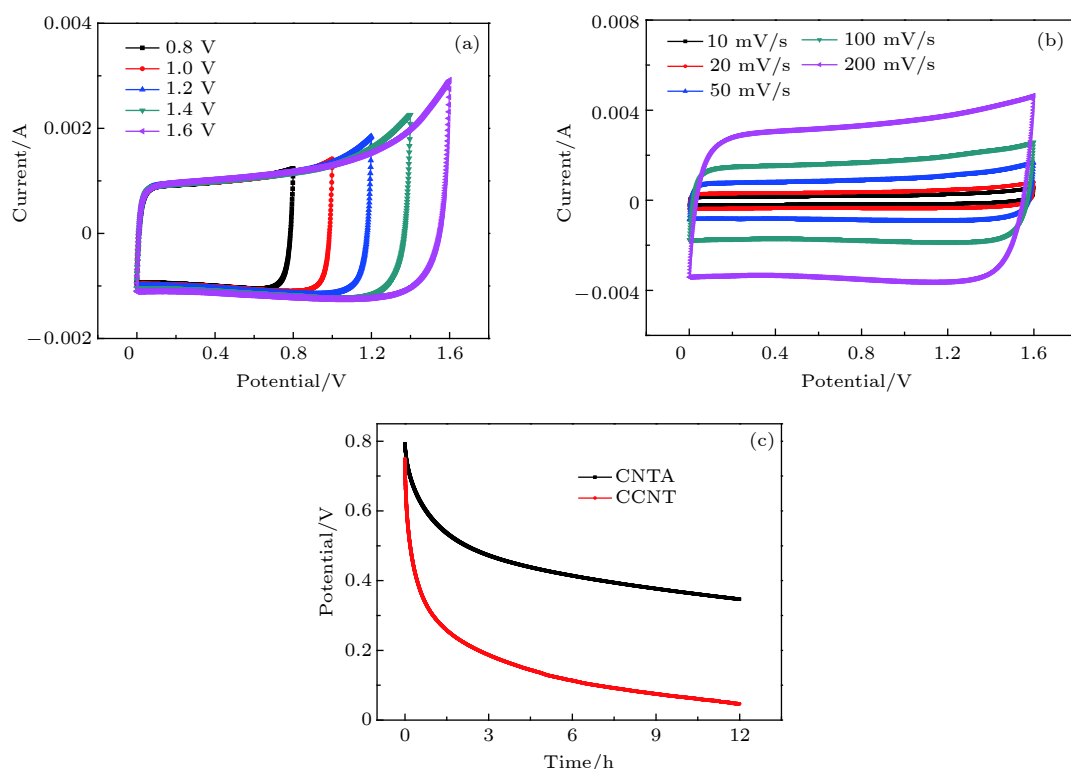 (a)
0.8 V
1.0 V
1.2 V
1.4 V
1.6 V
0.004
0.002
0
−0.002
Current/A
0 0.4 0.8 1.2 1.6
Potential/V
(b)
10 mV/s 100 mV/s
20 mV/s 200 mV/s
50 mV/s
0.008
0.004
0
−0.004
Current/A
0 0.4 0.8 1.2 1.6
Potential/V
(c)
CNTA
CCNT
0.8
0.6
0.4
0.2
0
Potential/V
0 3 6 9 12
Time/h